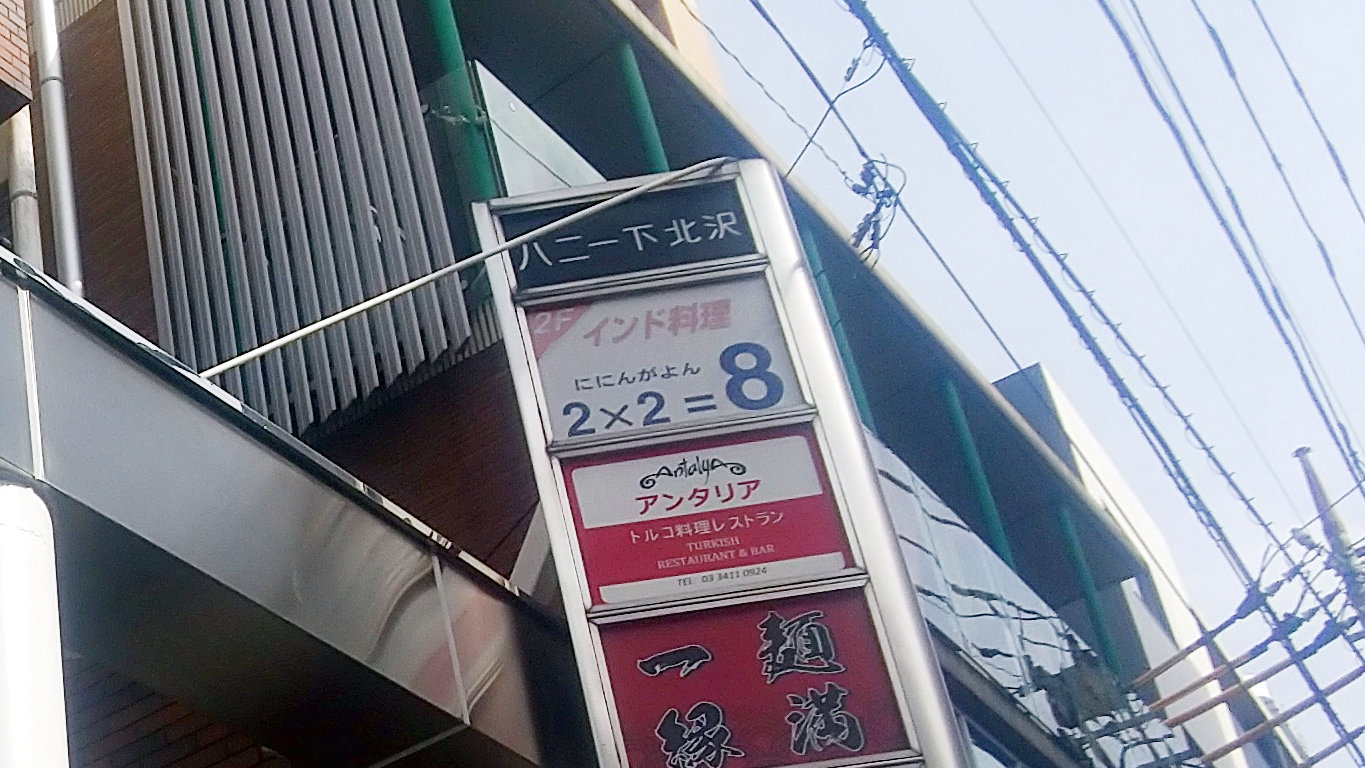 ハニー下北沢
2F
インド料理
ににんがよん
2×2=8
Antalya
アンタリア
トルコ料理レストラン
TURKISH
RESTAURANT & BAR
TEL: 03 3411 0924
麺満
一縁